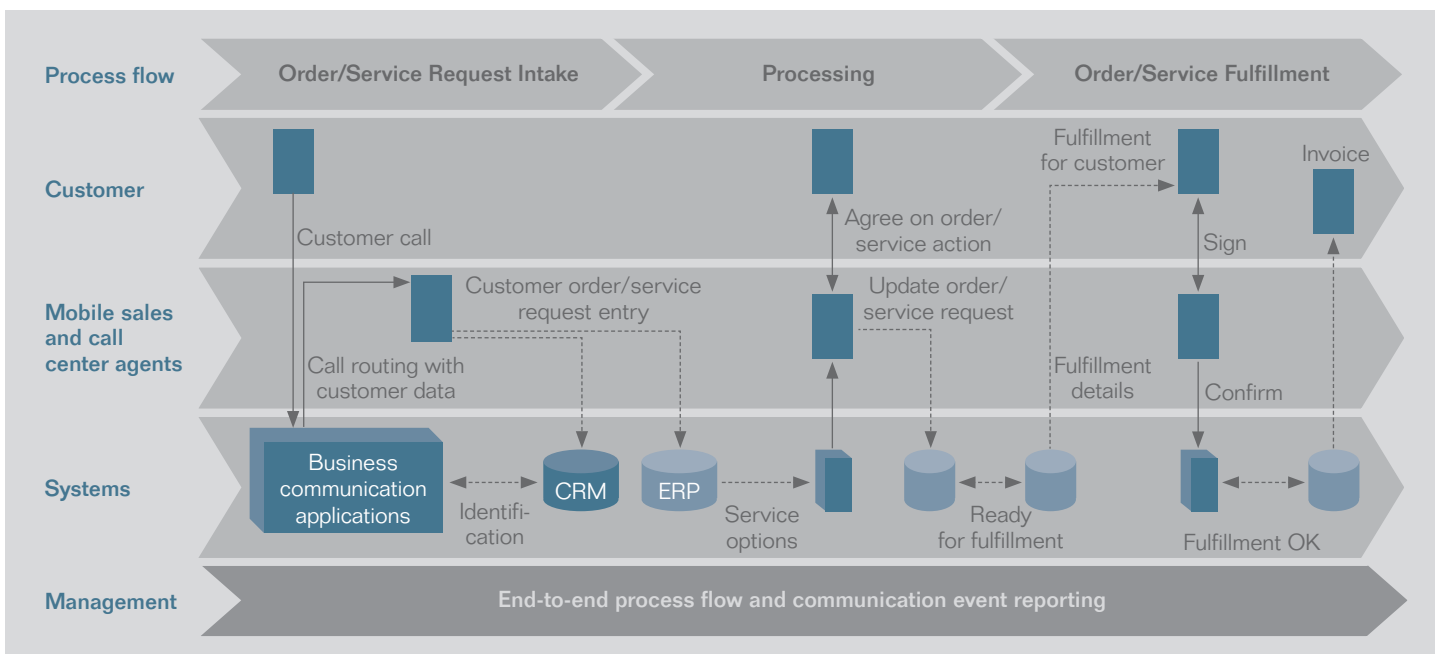 Process flow
Order/Service Request Intake
Processing
Order/Service Fulfillment
Customer
Customer call
Agree on order/
service action
Fulfillment
for customer
Sign
Invoice
Mobile sales
and call
center agents
Call routing with
customer data
Customer order/service
request entry
Update order/
service request
Fulfillment
details
Confirm
Systems
Business
communication
applications
Identifi-
cation
CRM
ERP
Service
options
Ready
for fulfillment
Fulfillment OK
Management
End-to-end process flow and communication event reporting